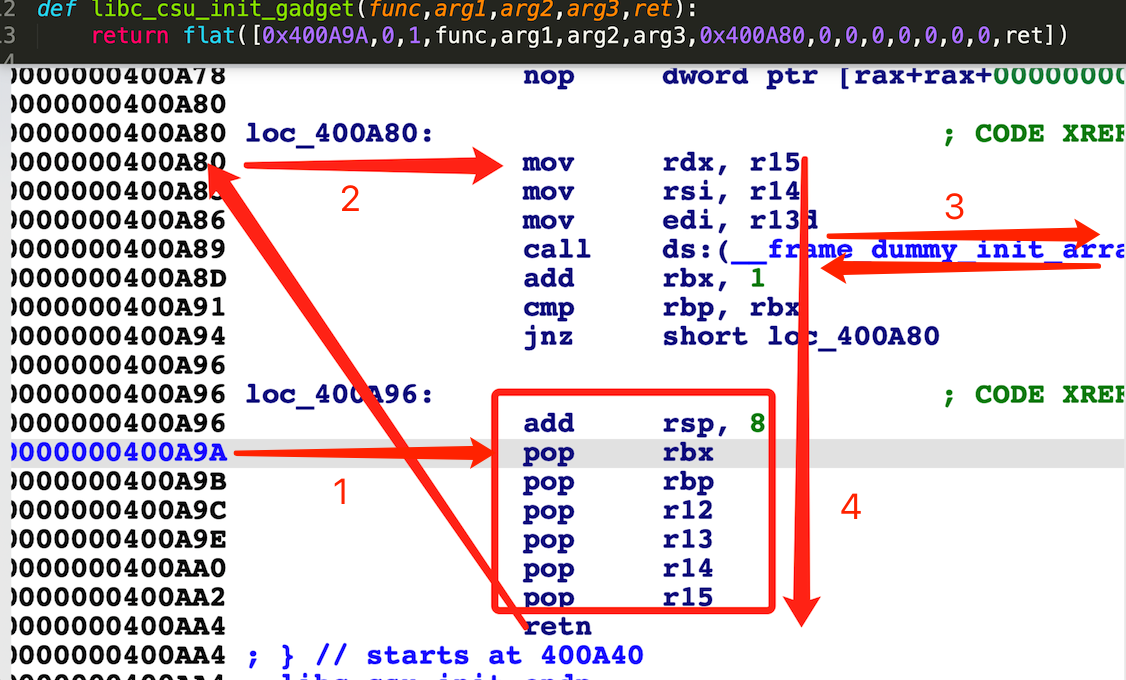 12 def libc_csu_init_gadget(func,arg1,arg2,arg3,ret):
13 return flat([0x400A9A,0,1,func,arg1,arg2,arg3,0x400A80,0,0,0,0,0,0,0,ret])
0000000400A78 nop dword ptr [rax+rax+00000000
0000000400A80
0000000400A80 loc_400A80: ; CODE XREF
0000000400A80 mov rdx, r15
0000000400A83 mov rsi, r14
0000000400A86 mov edi, r13d
0000000400A89 call ds:(__frame_dummy_init_arra
0000000400A8D add rbx, 1
0000000400A91 cmp rbp, rbx
0000000400A94 jnz short loc_400A80
0000000400A96
0000000400A96 loc_400A96: ; CODE XREF
0000000400A96 add rsp, 8
0000000400A9A pop rbx
0000000400A9B pop rbp
0000000400A9C pop r12
0000000400A9E pop r13
0000000400AA0 pop r14
0000000400AA2 pop r15
0000000400AA4 retn
0000000400AA4 ; } // starts at 400A40
0000000400AA4 libc_csu_init endp
2
3
1
4